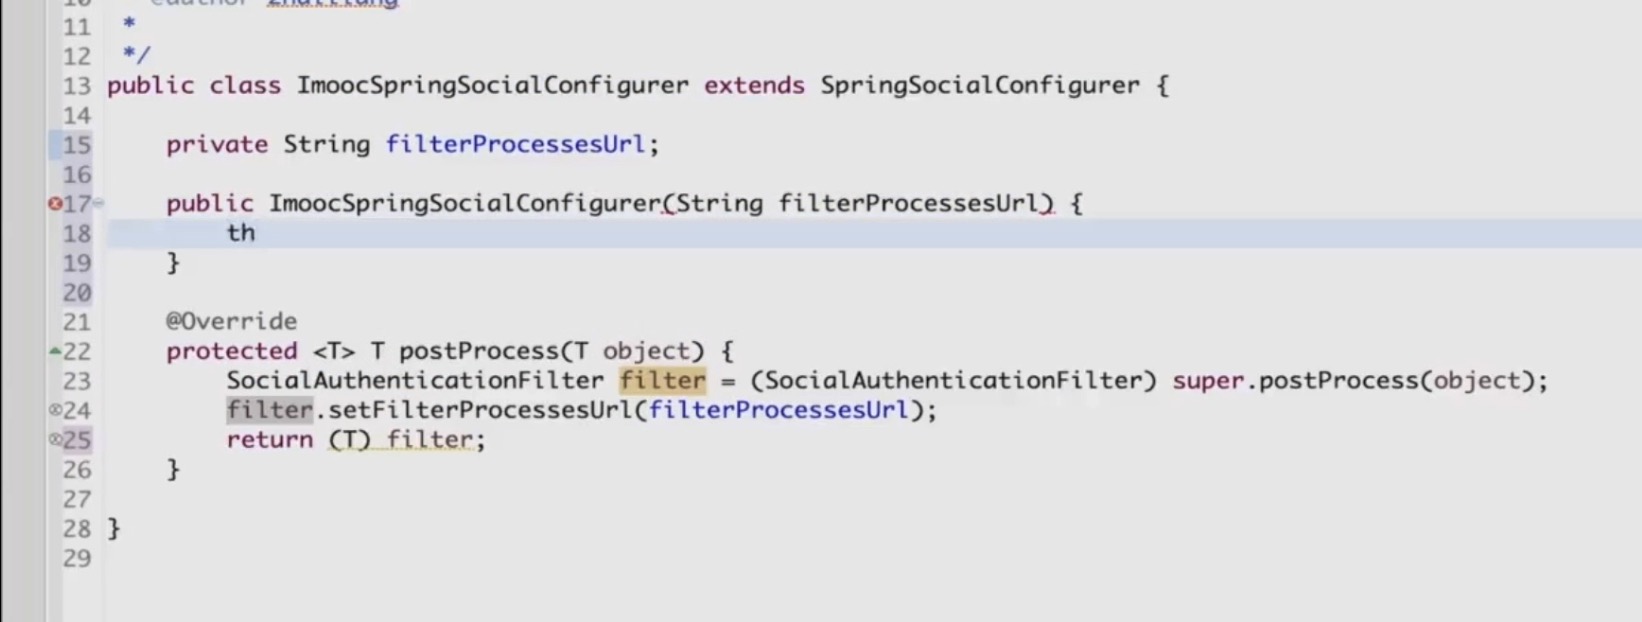 11 *
12 */
13 public class ImoocSpringSocialConfigurer extends SpringSocialConfigurer {
14
15 private String filterProcessesUrl;
16
17 public ImoocSpringSocialConfigurer(String filterProcessesUrl) {
18 th
19 }
20
21 @Override
22 protected <T> T postProcess(T object) {
23 SocialAuthenticationFilter filter = (SocialAuthenticationFilter) super.postProcess(object);
24 filter.setFilterProcessesUrl(filterProcessesUrl);
25 return (T) filter;
26 }
27
28 }
29